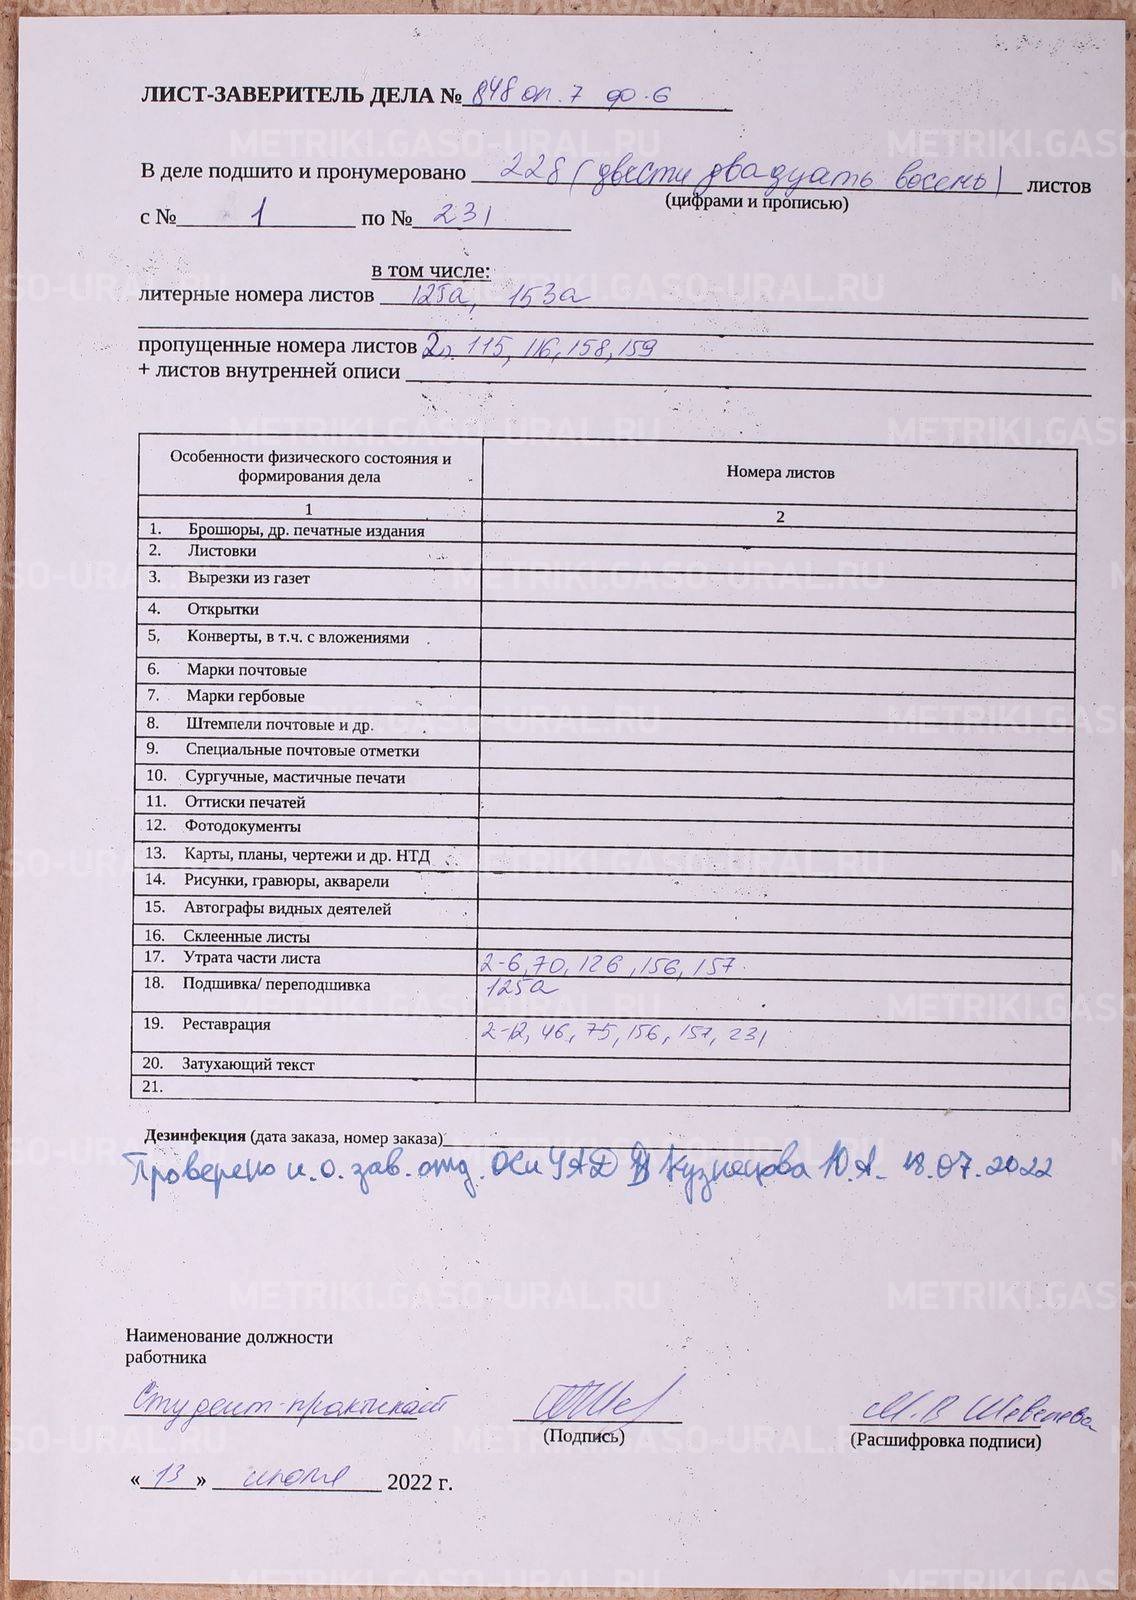 ЛИСТ-ЗАВЕРИТЕЛЬ ДЕЛА № 848 оп. 7 ф. 6
В деле подшито и пронумеровано 228 (двести двадцать восемь) листов
(цифрами и прописью)
с № 1 по № 231
в том числе:
литерные номера листов 125а, 153а
пропущенные номера листов 115, 116, 158, 159
+ листов внутренней описи
Особенности физического состояния и формирования дела Номера листов
1 2
1. Брошюры, др. печатные издания
2. Листовки
3. Вырезки из газет
4. Открытки
5. Конверты, в т.ч. с вложениями
6. Марки почтовые
7. Марки гербовые
8. Штемпели почтовые и др.
9. Специальные почтовые отметки
10. Сургучные, мастичные печати
11. Оттиски печатей
12. Фотодокументы
13. Карты, планы, чертежи и др. НТД
14. Рисунки, гравюры, акварели
15. Автографы видных деятелей
16. Склеенные листы
17. Утрата части листа 2-6, 70, 126, 156, 157.
18. Подшивка/ переподшивка 125а
19. Реставрация 2-12, 46, 75, 156, 157, 231
20. Затухающий текст
21.
Дезинфекция (дата заказа, номер заказа)
Проверено и.о. зав. отд. ОСиУАД Кузнецова Ю.А. 18.07.2022
Наименование должности
работника
Студент-практикант М.В Шевелева
(Подпись) (Расшифровка подписи)
« 13 » июля 2022 г.
METRIKI.GASO-URAL.RU